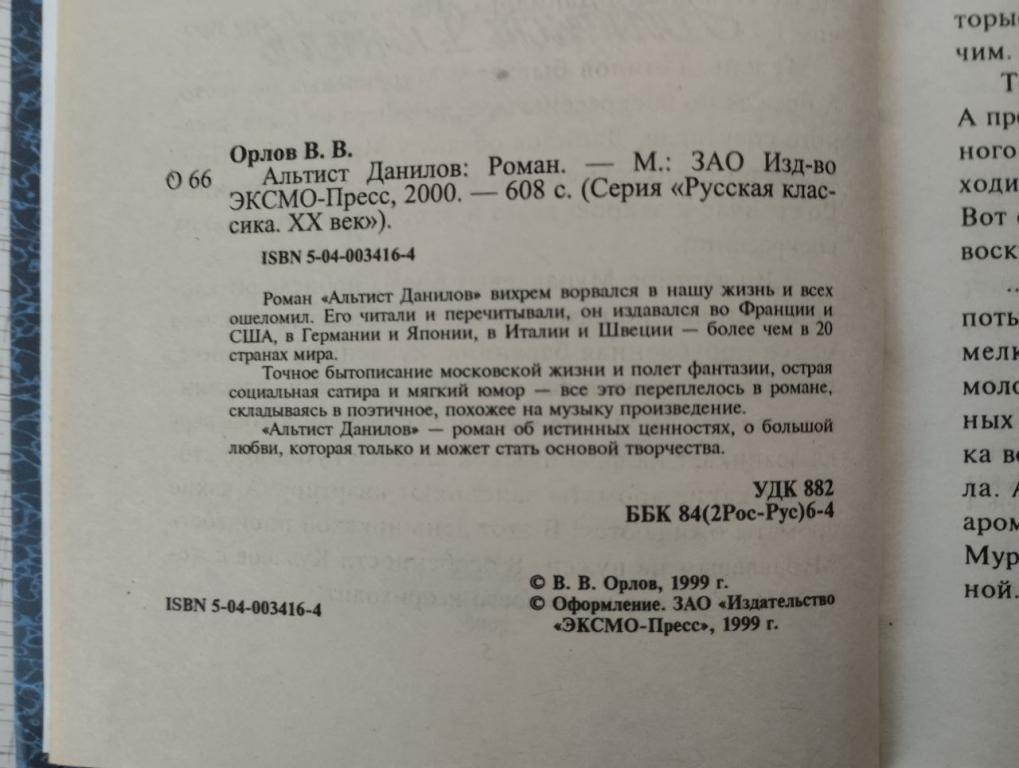 Орлов В. В.
О 66 Альтист Данилов: Роман. — М.: ЗАО Изд-во
ЭКСМО-Пресс, 2000. — 608 с. (Серия «Русская клас-
сика. XX век»).
ISBN 5-04-003416-4
Роман «Альтист Данилов» вихрем ворвался в нашу жизнь и всех
ошеломил. Его читали и перечитывали, он издавался во Франции и
США, в Германии и Японии, в Италии и Швеции — более чем в 20
странах мира.
Точное бытописание московской жизни и полет фантазии, острая
социальная сатира и мягкий юмор — все это переплелось в романе,
складываясь в поэтичное, похожее на музыку произведение.
«Альтист Данилов» — роман об истинных ценностях, о большой
любви, которая только и может стать основой творчества.
УДК 882
ББК 84(2Рос-Рус)6-4
© В. В. Орлов, 1999 г.
© Оформление. ЗАО «Издательство
«ЭКСМО-Пресс», 1999 г.
ISBN 5-04-003416-4
торы
чим.
Т
А пр
ного
ходи
Вот
воск
..
поть
мелк
моло
ных
ка в
ла. А
аром
Мур
ной.